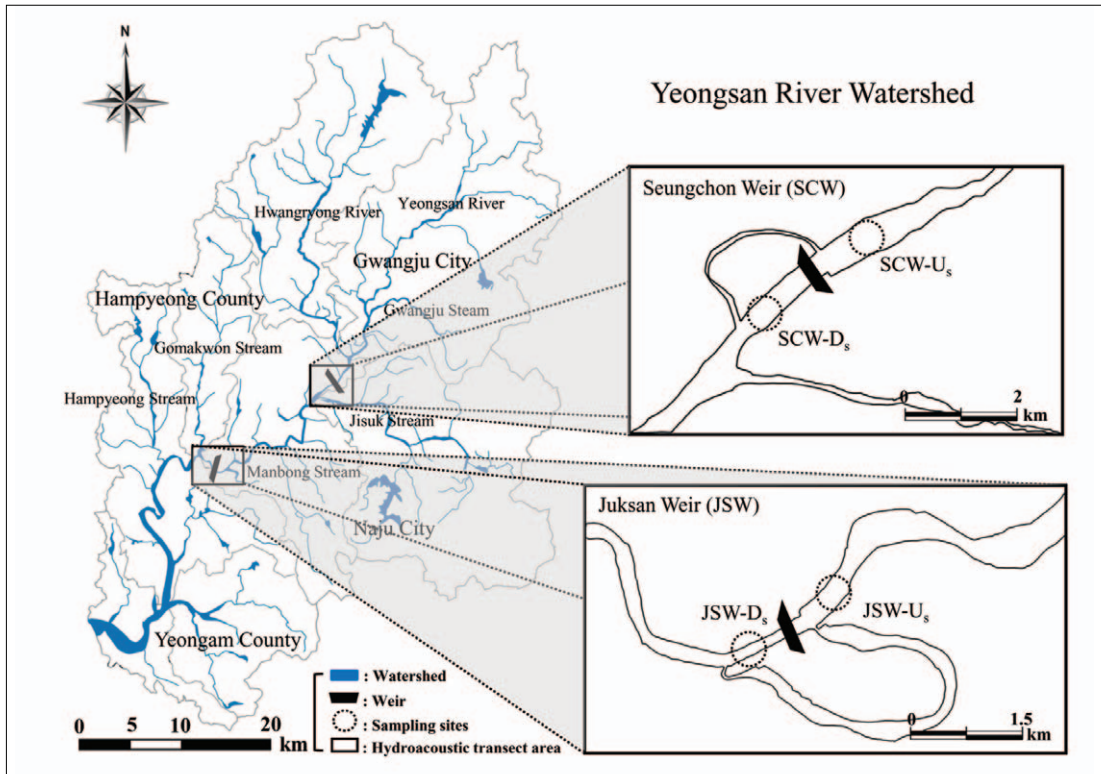 N
Yeongsan River Watershed
Seungchon Weir (SCW)
SCW-Us
SCW-Ds
0 2
km
Hwangryong River
Yeongsan River
Gwangju City
Hampyeong County
Gwangju Steam
Gomakwon Stream
Hampyeong Stream
Jisuk Stream
Manbong Stream
Naju City
Yeongam County
Juksan Weir (JSW)
JSW-Ds
JSW-Us
0 1.5
km
: Watershed
: Weir
: Sampling sites
: Hydroacoustic transect area
0 5 10 20
km